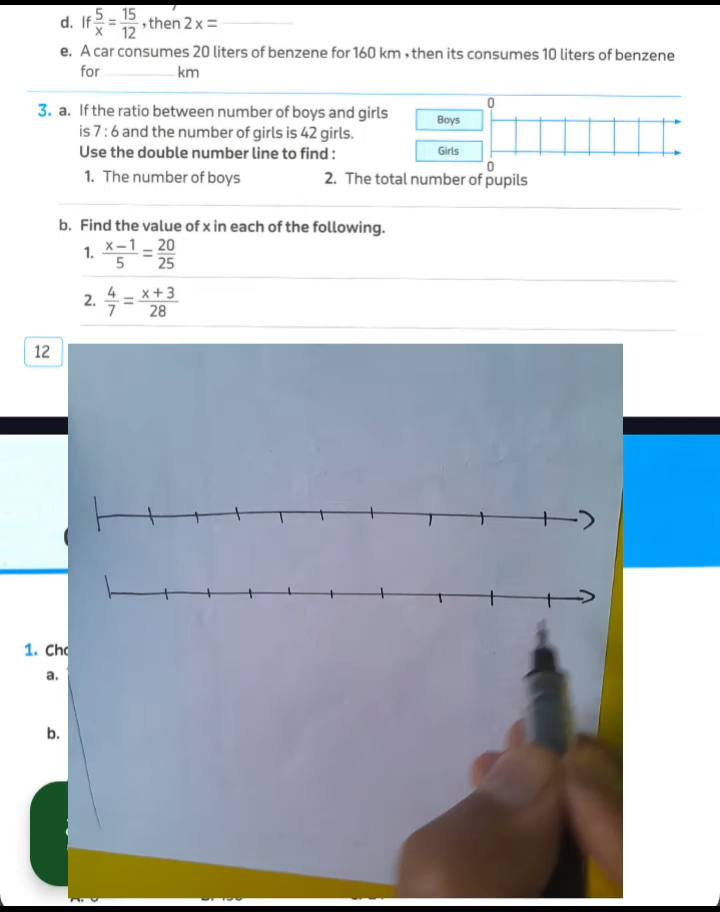 d. If 5/x = 15/12 , then 2 x =
e. A car consumes 20 liters of benzene for 160 km , then its consumes 10 liters of benzene
for ________ km
3. a. If the ratio between number of boys and girls
is 7 : 6 and the number of girls is 42 girls.
Use the double number line to find :
1. The number of boys 2. The total number of pupils
0
Boys
Girls
0
b. Find the value of x in each of the following.
1. x – 1/5 = 20/25
2. 4/7 = x + 3/28
12
1. Cho
a.
b.